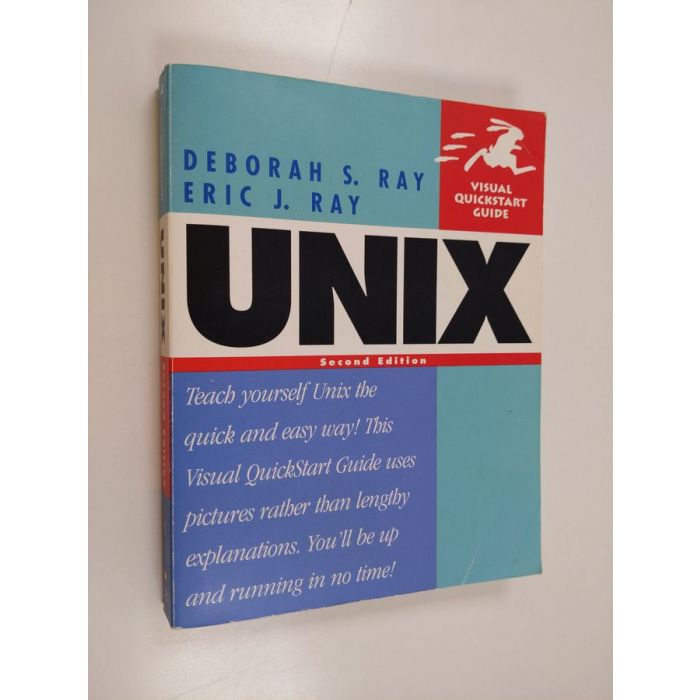 DEBORAH S. RAY
ERIC J. RAY
VISUAL
QUICKSTART
GUIDE
UNIX
Second Edition
Teach yourself Unix the
quick and easy way! This
Visual QuickStart Guide uses
pictures rather than lengthy
explanations. You'll be up
and running in no time!
UNIX